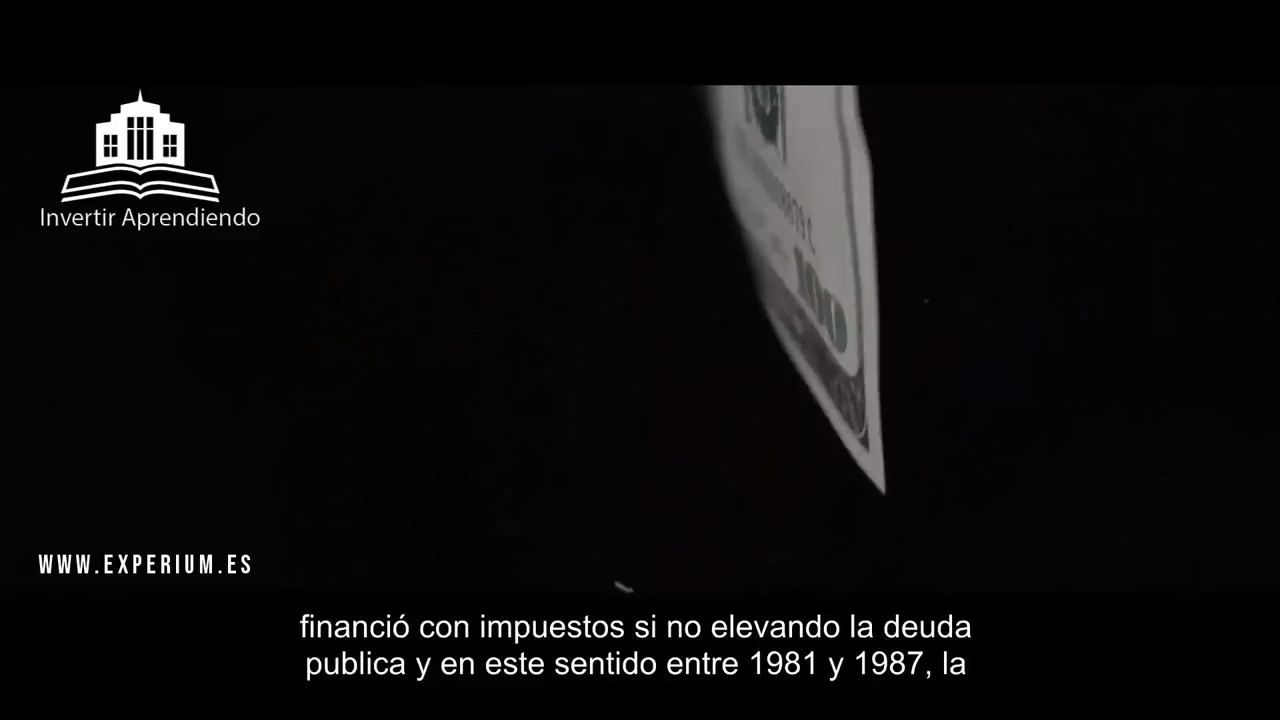 Invertir Aprendiendo
100
WWW.EXPERIUM.ES
financió con impuestos si no elevando la deuda
publica y en este sentido entre 1981 y 1987, la